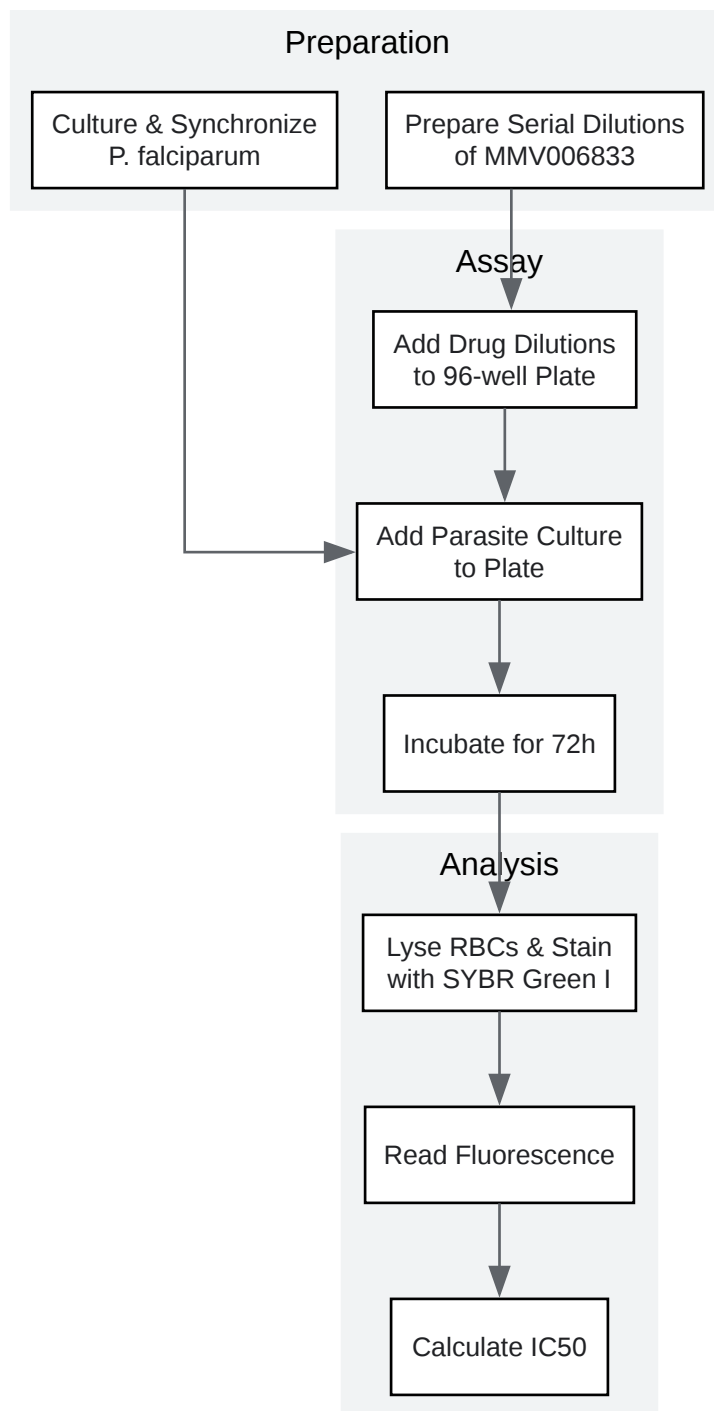 Preparation
Culture & Synchronize
P. falciparum
Prepare Serial Dilutions
of MMV006833
Assay
Add Drug Dilutions
to 96-well Plate
Add Parasite Culture
to Plate
Incubate for 72h
Analysis
Lyse RBCs & Stain
with SYBR Green I
Read Fluorescence
Calculate IC50